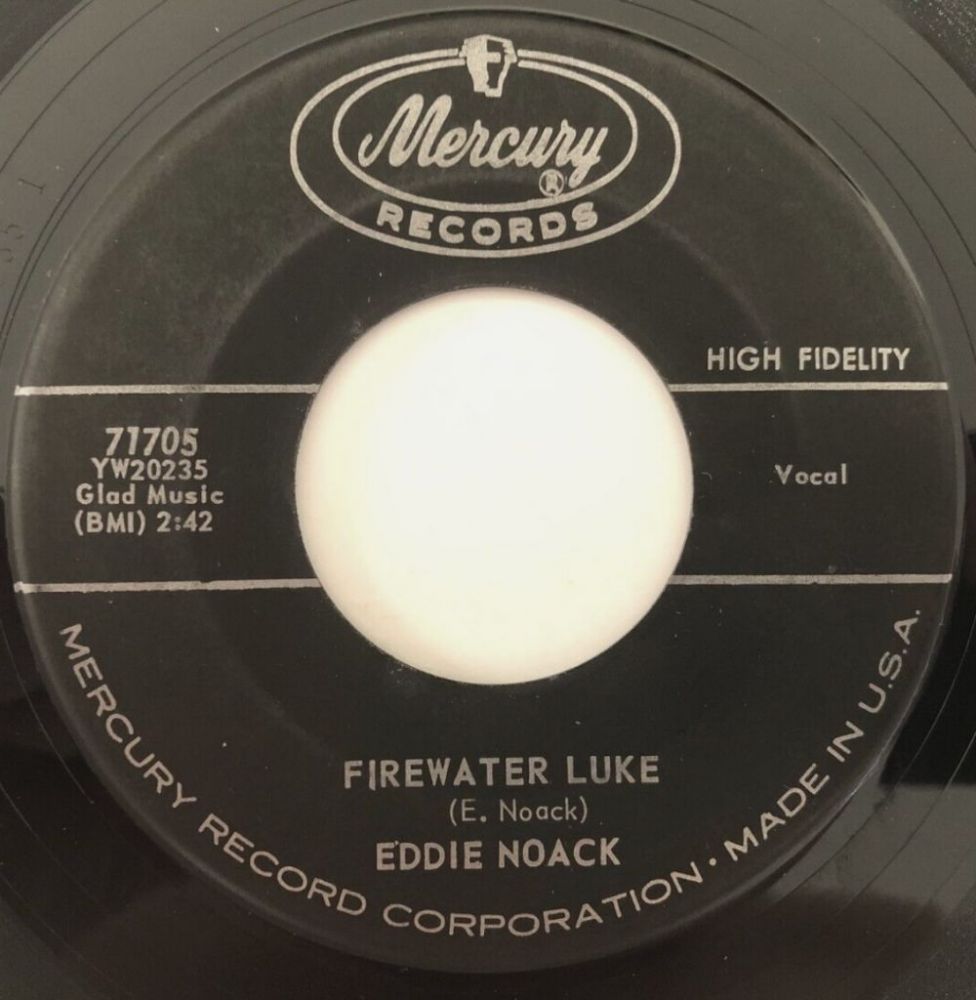 Mercury
®
RECORDS
HIGH FIDELITY
71705
YW20235
Glad Music
(BMI) 2:42
Vocal
FIREWATER LUKE
(E. Noack)
EDDIE NOACK
MERCURY RECORD CORPORATION • MADE IN U.S.A.